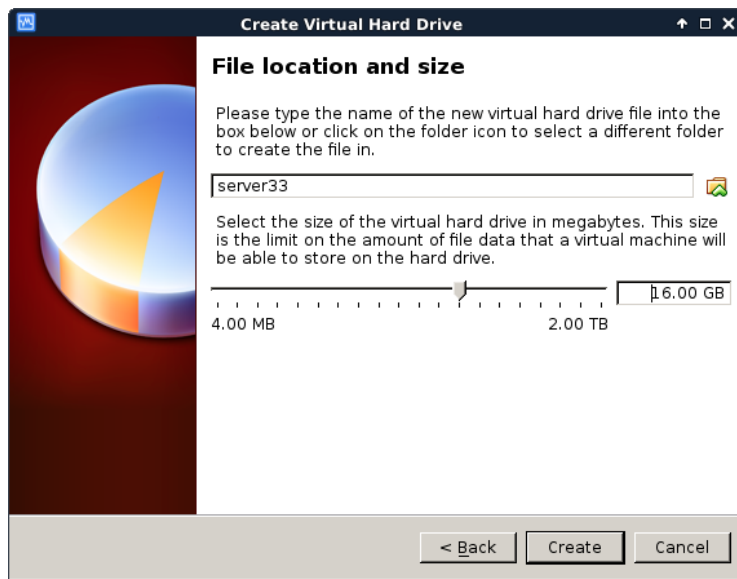 Create Virtual Hard Drive
File location and size
Please type the name of the new virtual hard drive file into the
box below or click on the folder icon to select a different folder
to create the file in.
server33
Select the size of the virtual hard drive in megabytes. This size
is the limit on the amount of file data that a virtual machine will
be able to store on the hard drive.
16.00 GB
4.00 MB 2.00 TB
< Back Create Cancel